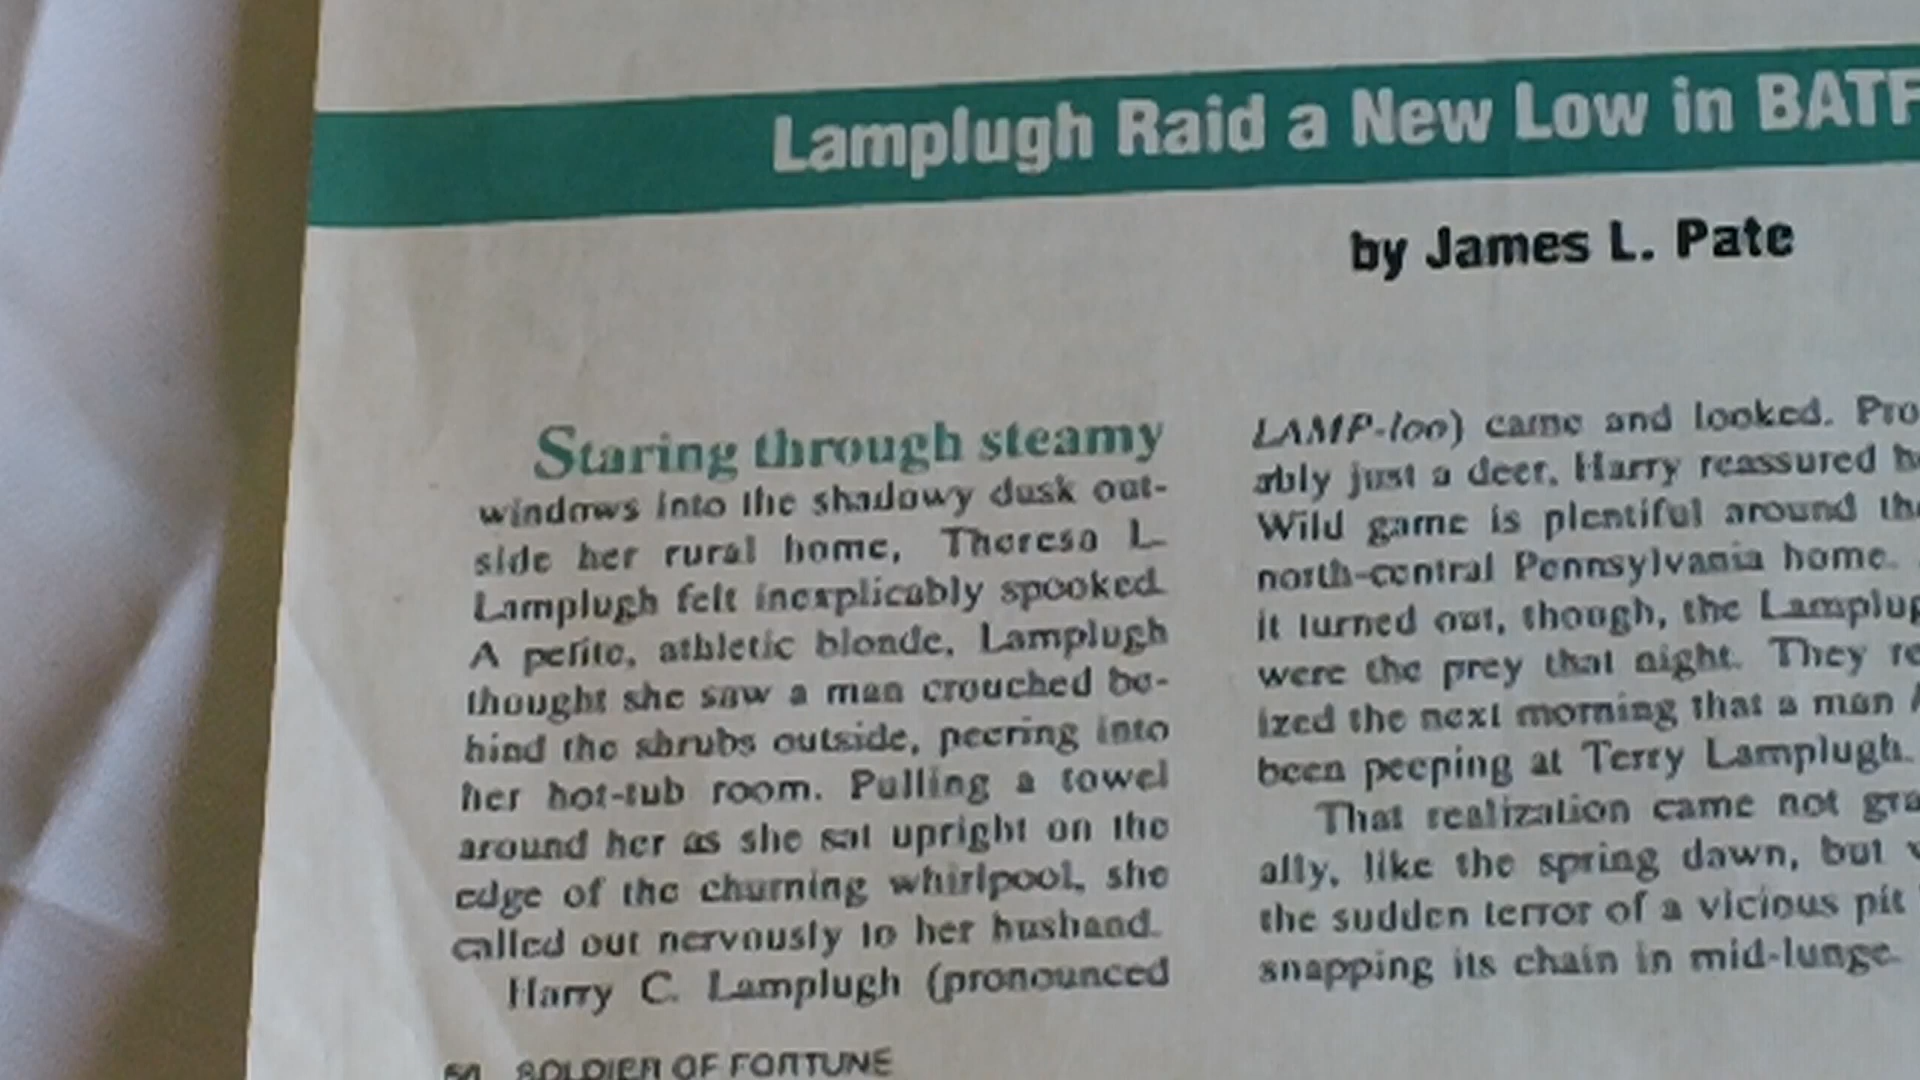 Lamplugh Raid a New Low in BATF
by James L. Pate
Staring through steamy
windows into the shadowy dusk out-
side her rural home, Theresa L.
Lamplugh felt inexplicably spooked.
A petite, athletic blonde, Lamplugh
thought she saw a man crouched be-
hind the shrubs outside, peering into
her hot-tub room. Pulling a towel
around her as she sat upright on the
edge of the churning whirlpool, she
called out nervously to her husband.
Harry C. Lamplugh (pronounced
LAMP-loo) came and looked. Pro
ably just a deer, Harry reassured
Wild game is plentiful around the
north-central Pennsylvania home.
it turned out, though, the Lamplug
were the prey that night. They re
ized the next morning that a man
been peeping at Terry Lamplugh.
That realization came not gra
ally, like the spring dawn, but
the sudden terror of a vicious pit
snapping its chain in mid-lunge.
SOLDIER OF FORTUNE